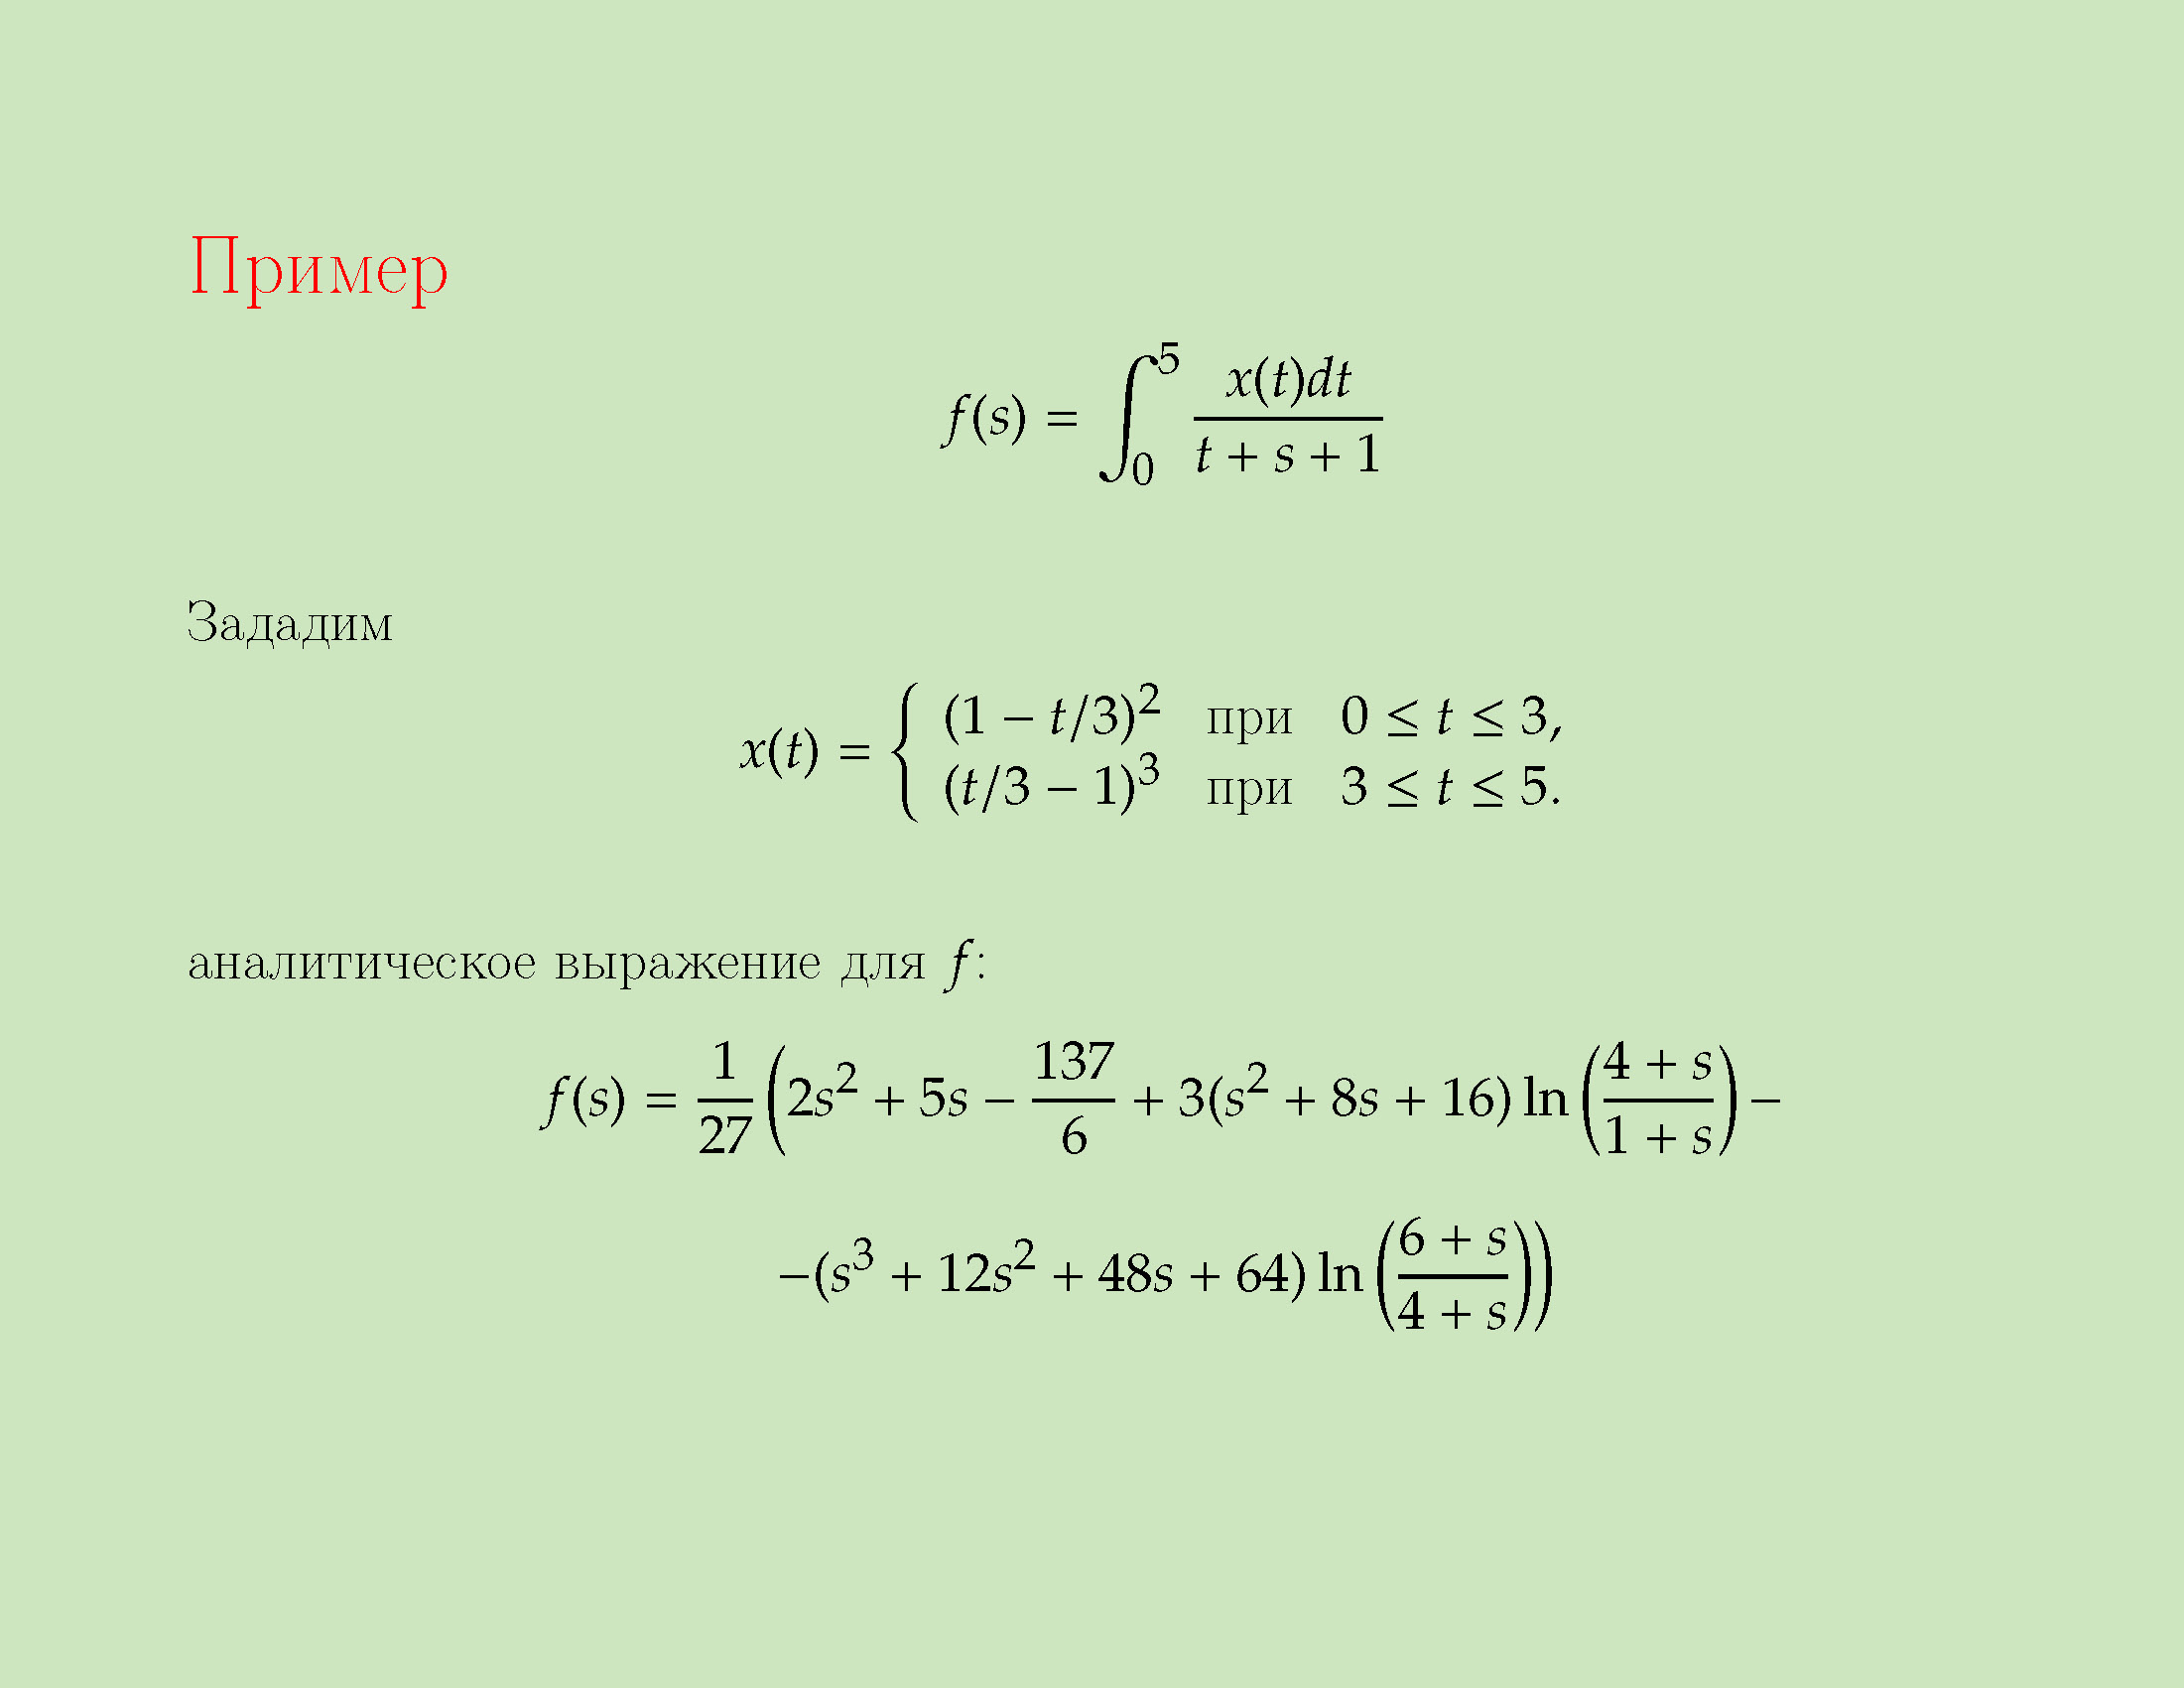 Пример
f(s) = ∫_0^5 x(t)dt / (t + s + 1)
Зададим
x(t) = { (1 − t/3)^2 при 0 ≤ t ≤ 3,
(t/3 − 1)^3 при 3 ≤ t ≤ 5.
аналитическое выражение для f:
f(s) = 1/27 (2s^2 + 5s − 137/6 + 3(s^2 + 8s + 16) ln((4 + s)/(1 + s)) −
−(s^3 + 12s^2 + 48s + 64) ln((6 + s)/(4 + s)))